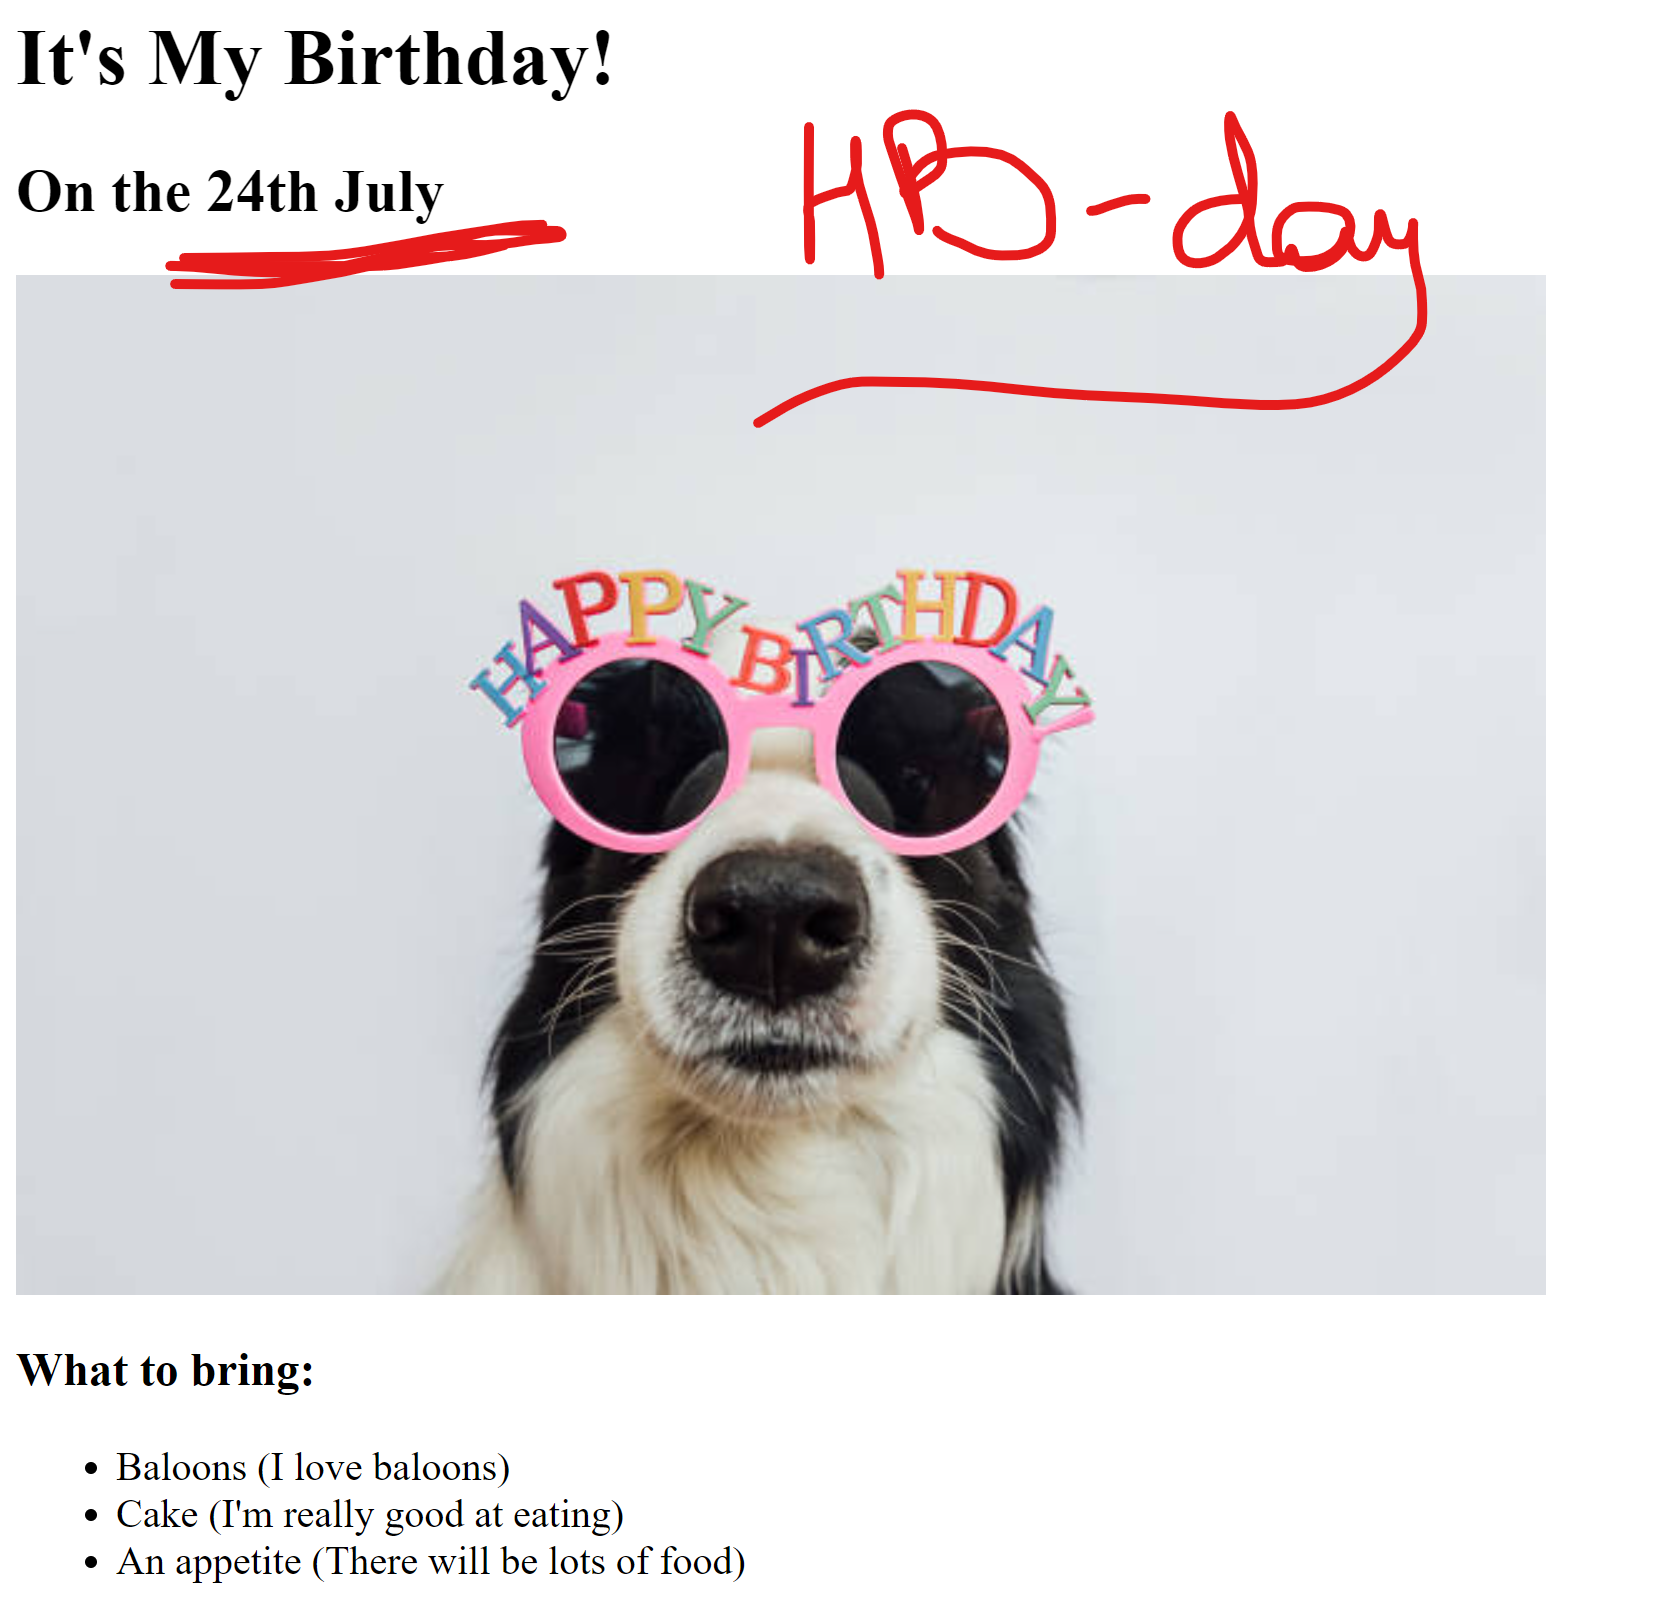 It's My Birthday!
HB-day
On the 24th July
HAPPY BIRTHDAY
What to bring:
• Baloons (I love baloons)
• Cake (I'm really good at eating)
• An appetite (There will be lots of food)